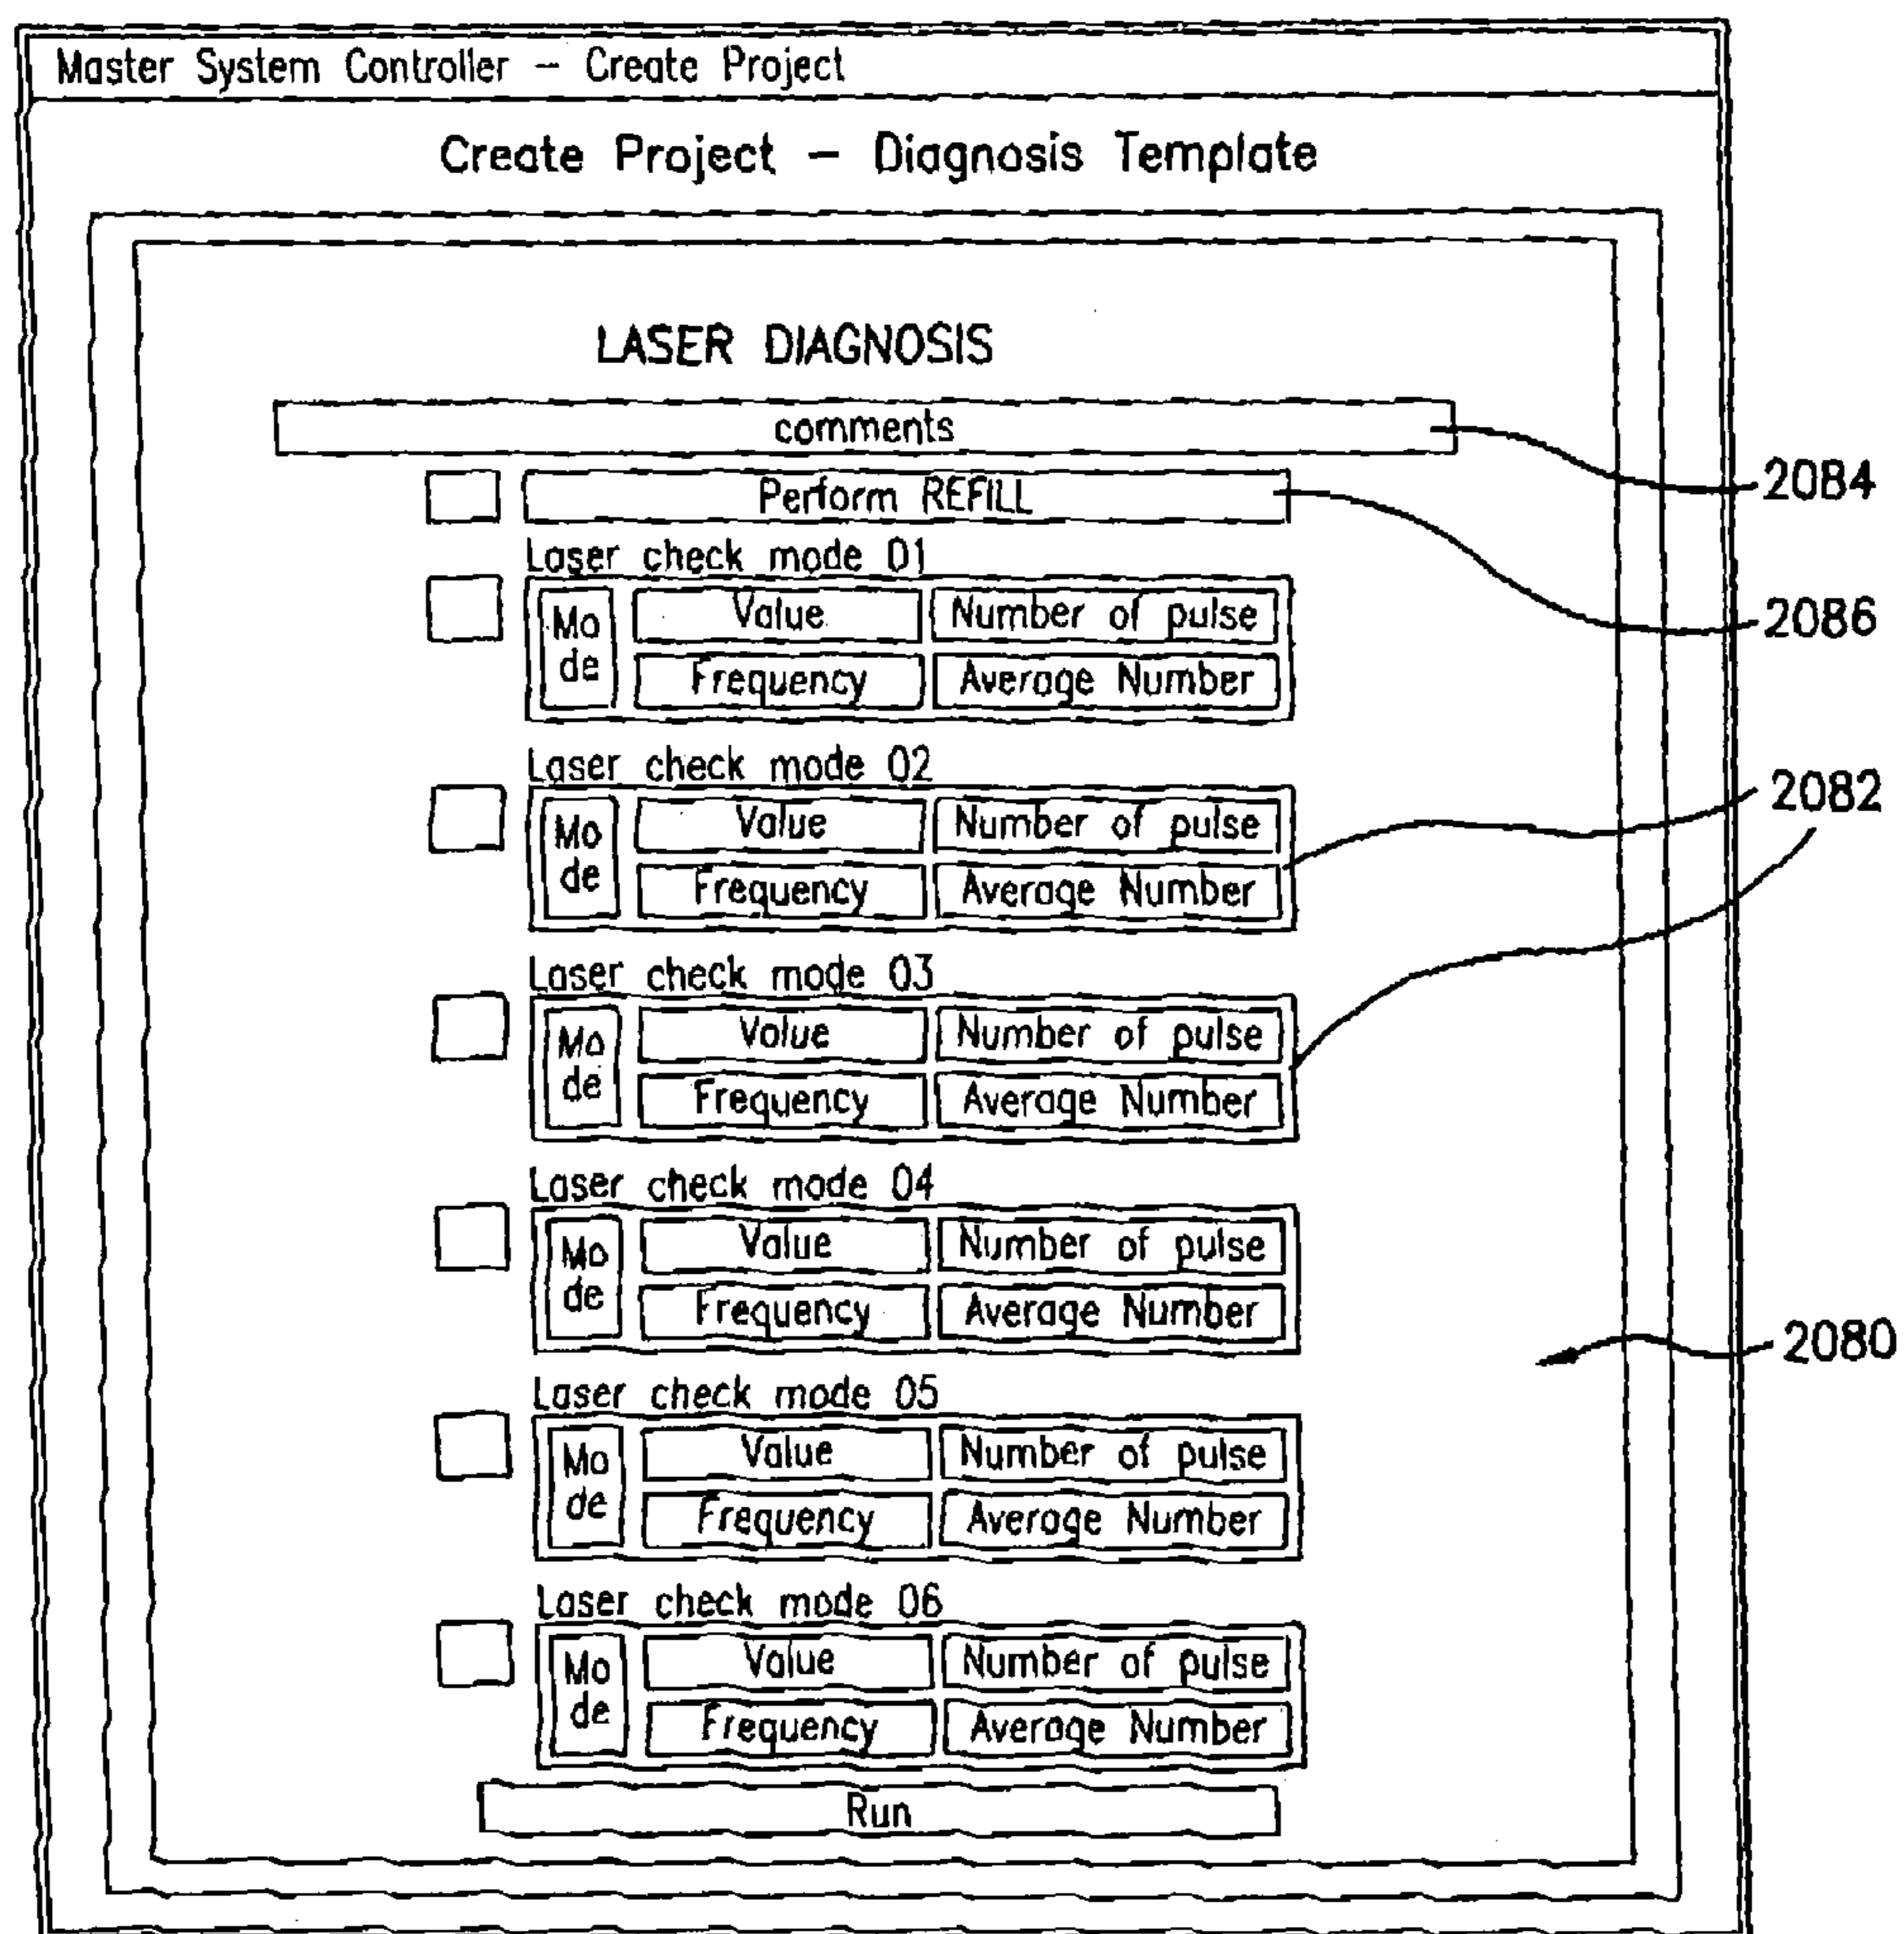 Master System Controller – Create Project
Create Project – Diagnosis Template
LASER DIAGNOSIS
comments
2084
Perform REFILL
2086
Laser check mode 01
Mo
de
Value
Number of pulse
Frequency
Average Number
Laser check mode 02
2082
Mo
de
Value
Number of pulse
Frequency
Average Number
Laser check mode 03
Mo
de
Value
Number of pulse
Frequency
Average Number
Laser check mode 04
Mo
de
Value
Number of pulse
Frequency
Average Number
2080
Laser check mode 05
Mo
de
Value
Number of pulse
Frequency
Average Number
Laser check mode 06
Mo
de
Value
Number of pulse
Frequency
Average Number
Run